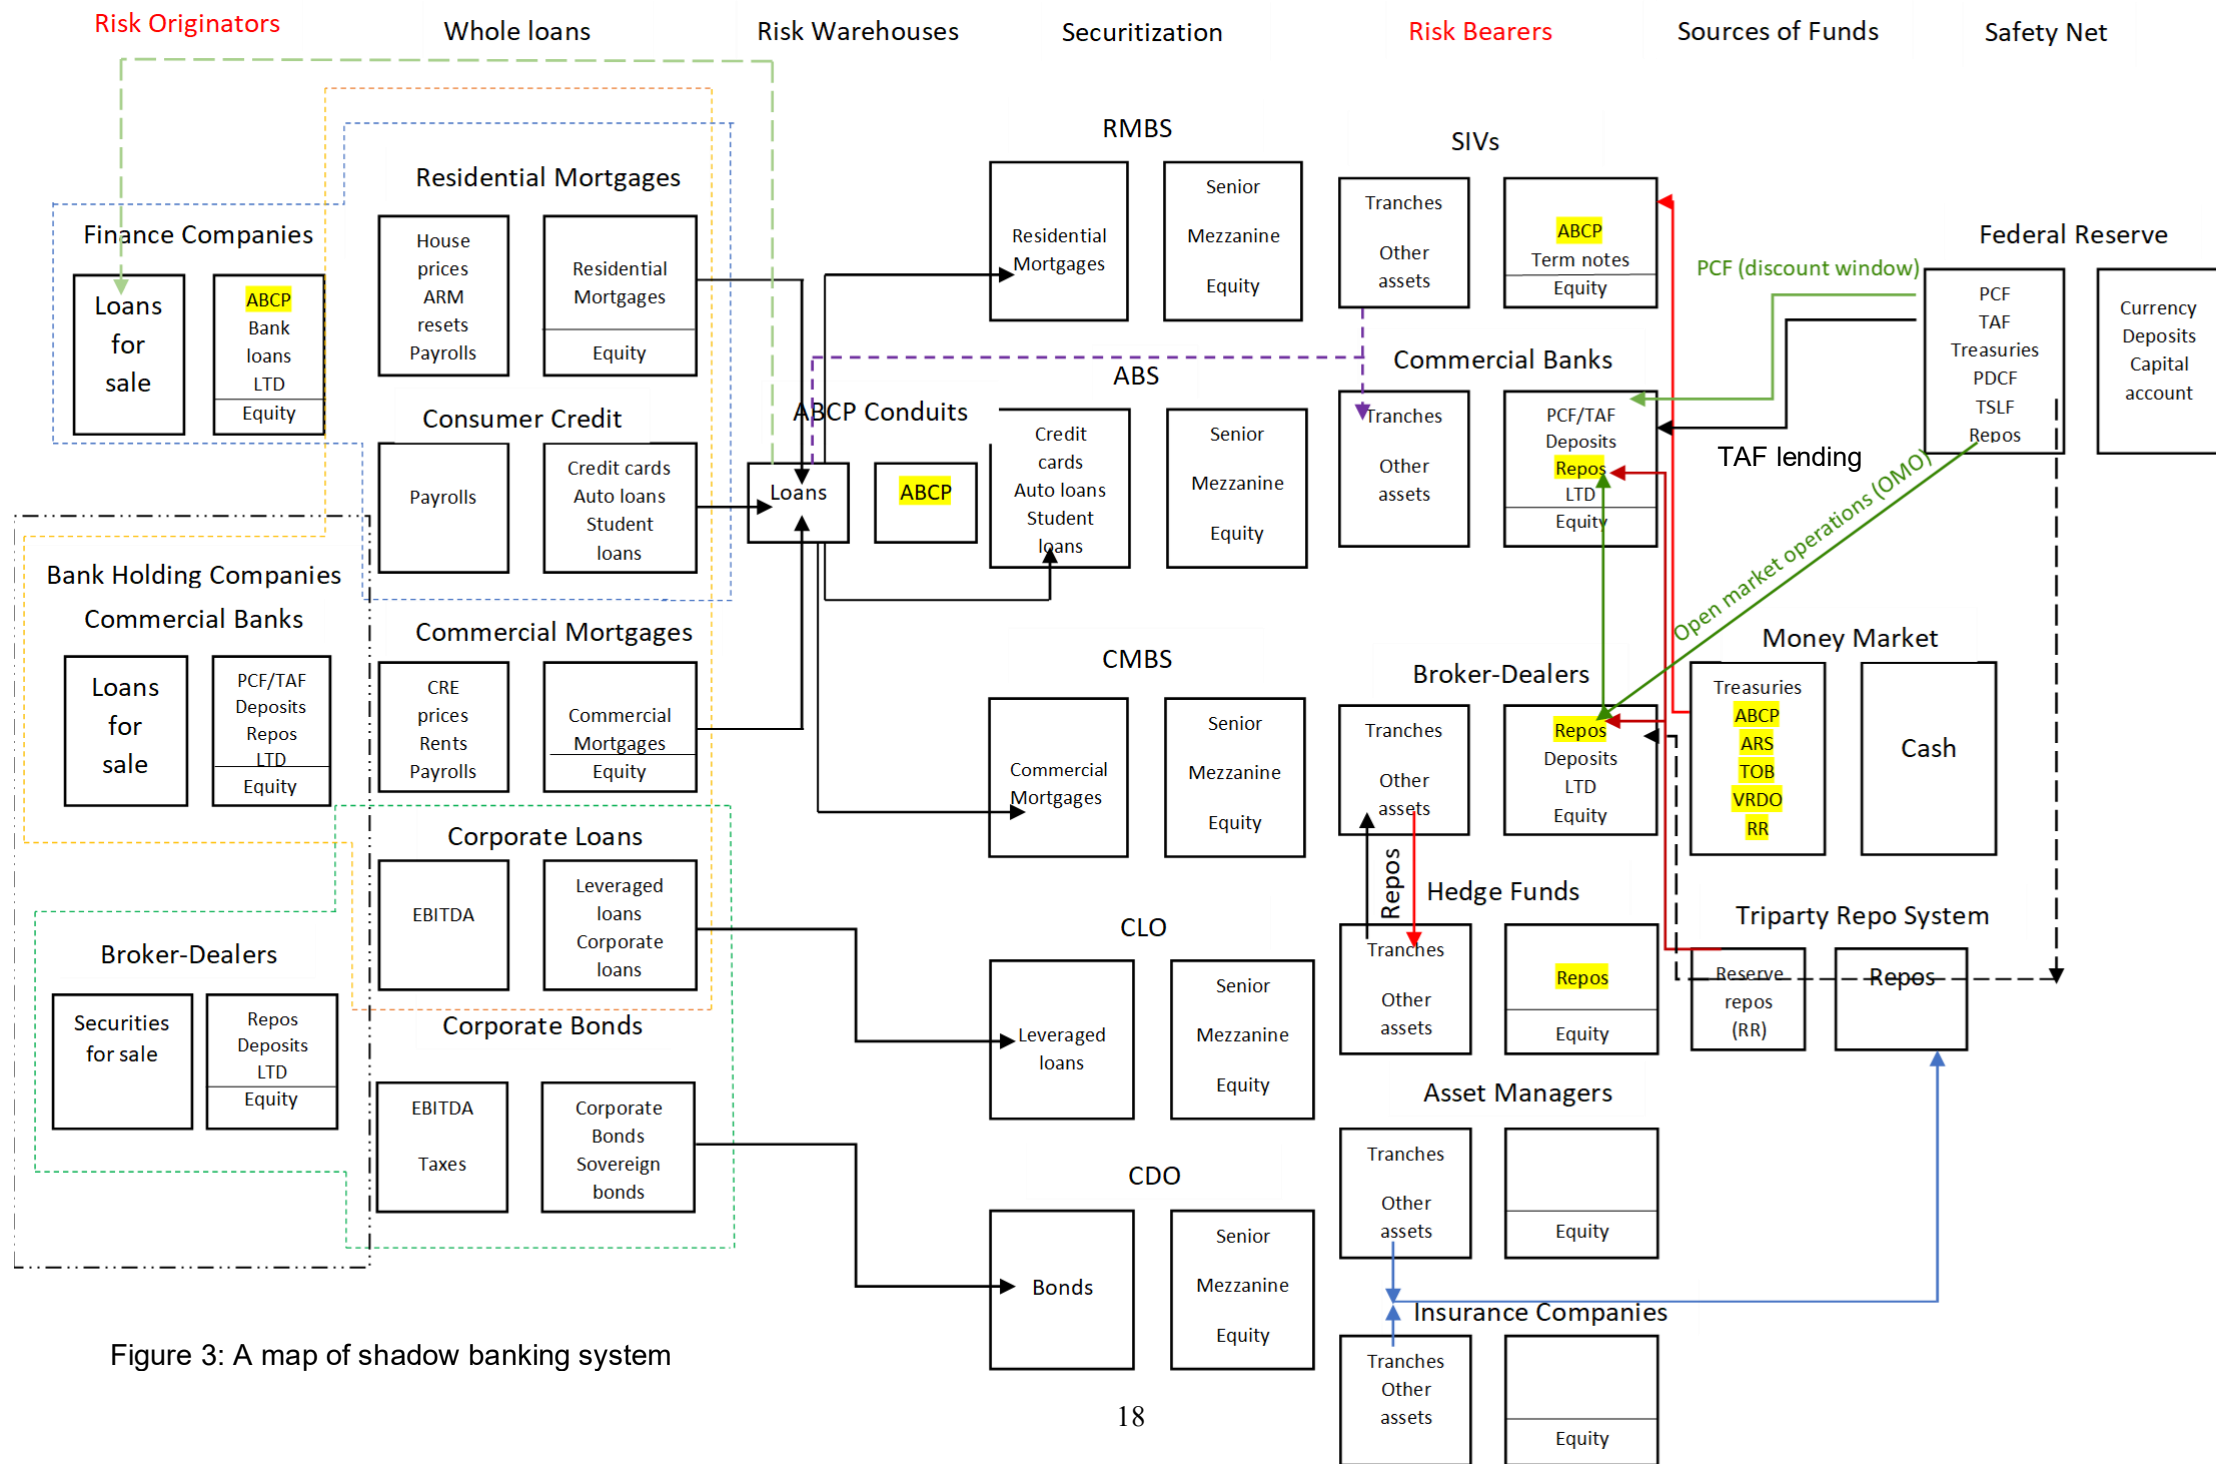 Risk Originators
Whole loans
Risk Warehouses
Securitization
Risk Bearers
Sources of Funds
Safety Net
Finance Companies
Loans
for
sale
ABCP
Bank
loans
LTD
Equity
Bank Holding Companies
Commercial Banks
Loans
for
sale
PCF/TAF
Deposits
Repos
LTD
Equity
Broker-Dealers
Securities
for sale
Repos
Deposits
LTD
Equity
Residential Mortgages
House
prices
ARM
resets
Payrolls
Residential
Mortgages
Equity
Consumer Credit
Payrolls
Credit cards
Auto loans
Student
loans
Commercial Mortgages
CRE
prices
Rents
Payrolls
Commercial
Mortgages
Equity
Corporate Loans
EBITDA
Leveraged
loans
Corporate
loans
Corporate Bonds
EBITDA
Taxes
Corporate
Bonds
Sovereign
bonds
ABCP Conduits
Loans
ABCP
RMBS
Residential
Mortgages
Senior
Mezzanine
Equity
ABS
Credit
cards
Auto loans
Student
loans
Senior
Mezzanine
Equity
CMBS
Commercial
Mortgages
Senior
Mezzanine
Equity
CLO
Leveraged
loans
Senior
Mezzanine
Equity
CDO
Bonds
Senior
Mezzanine
Equity
SIVs
Tranches
Other
assets
ABCP
Term notes
Equity
Commercial Banks
Tranches
Other
assets
PCF/TAF
Deposits
Repos
LTD
Equity
Broker-Dealers
Tranches
Other
assets
Repos
Deposits
LTD
Equity
Repos
Hedge Funds
Tranches
Other
assets
Repos
Equity
Asset Managers
Tranches
Other
assets
Equity
Insurance Companies
Tranches
Other
assets
Equity
PCF (discount window)
TAF lending
Open market operations (OMO)
Money Market
Treasuries
ABCP
ARS
TOB
VRDO
RR
Cash
Triparty Repo System
Reserve
repos
(RR)
Repos
Federal Reserve
PCF
TAF
Treasuries
PDCF
TSLF
Repos
Currency
Deposits
Capital
account
Figure 3: A map of shadow banking system
18